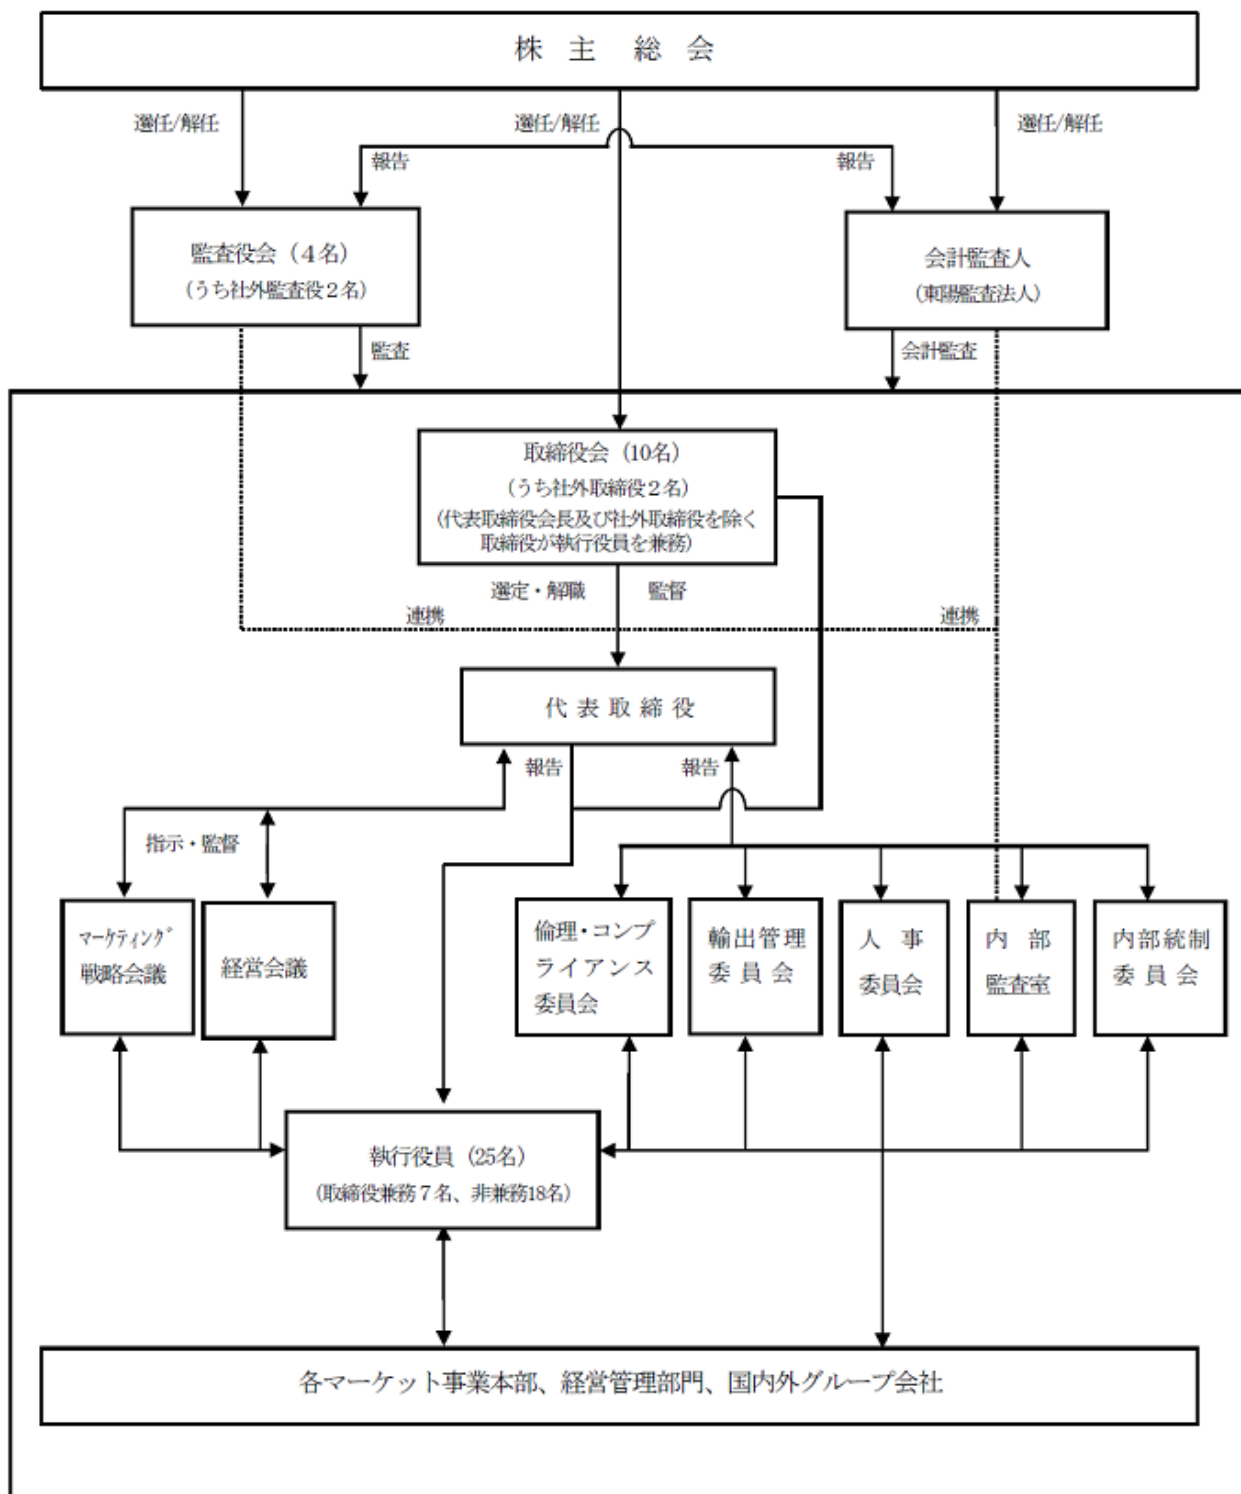 株主総会
選任/解任
選任/解任
選任/解任
報告
報告
監査役会(4名)
(うち社外監査役2名)
会計監査人
(東陽監査法人)
監査
会計監査
取締役会(10名)
(うち社外取締役2名)
(代表取締役会長及び社外取締役を除く
取締役が執行役員を兼務)
選定・解職
監督
連携
連携
代表取締役
報告
報告
指示・監督
マーケティング
戦略会議
経営会議
倫理・コンプ
ライアンス
委員会
輸出管理
委員会
人事
委員会
内部
監査室
内部統制
委員会
執行役員(25名)
(取締役兼務7名、非兼務18名)
各マーケット事業本部、経営管理部門、国内外グループ会社